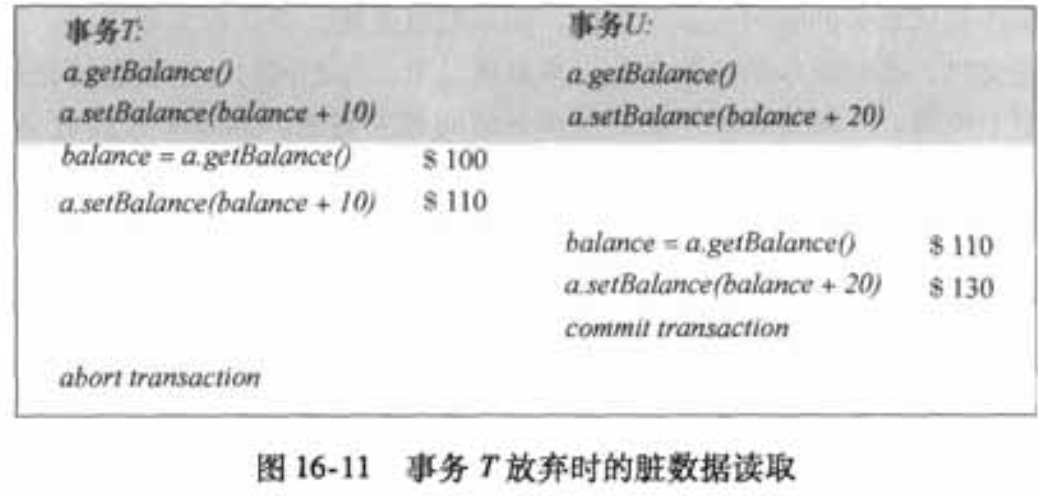 事务T: 事务U:
a.getBalance() a.getBalance()
a.setBalance(balance + 10) a.setBalance(balance + 20)
balance = a.getBalance() $ 100
a.setBalance(balance + 10) $ 110
balance = a.getBalance() $ 110
a.setBalance(balance + 20) $ 130
commit transaction
abort transaction
图 16-11 事务 T 放弃时的脏数据读取